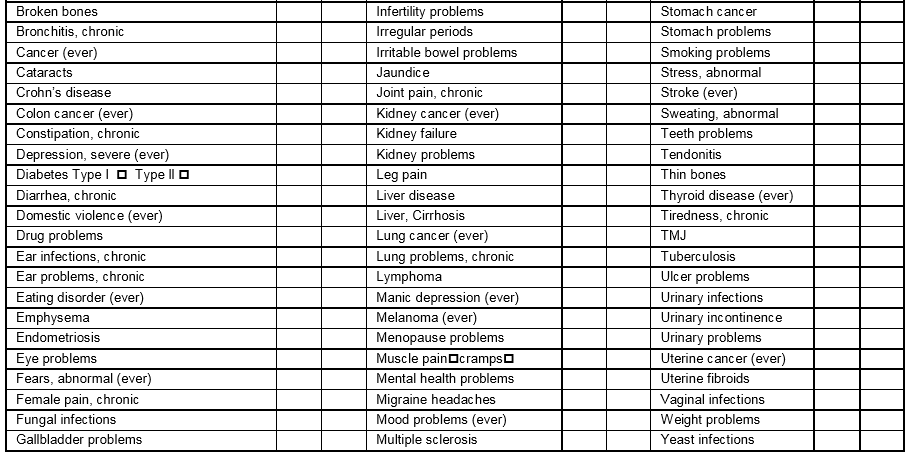 Broken bones Infertility problems Stomach cancer
Bronchitis, chronic Irregular periods Stomach problems
Cancer (ever) Irritable bowel problems Smoking problems
Cataracts Jaundice Stress, abnormal
Crohn's disease Joint pain, chronic Stroke (ever)
Colon cancer (ever) Kidney cancer (ever) Sweating, abnormal
Constipation, chronic Kidney failure Teeth problems
Depression, severe (ever) Kidney problems Tendonitis
Diabetes Type I ☐ Type II ☐ Leg pain Thin bones
Diarrhea, chronic Liver disease Thyroid disease (ever)
Domestic violence (ever) Liver, Cirrhosis Tiredness, chronic
Drug problems Lung cancer (ever) TMJ
Ear infections, chronic Lung problems, chronic Tuberculosis
Ear problems, chronic Lymphoma Ulcer problems
Eating disorder (ever) Manic depression (ever) Urinary infections
Emphysema Melanoma (ever) Urinary incontinence
Endometriosis Menopause problems Urinary problems
Eye problems Muscle pain☐cramps☐ Uterine cancer (ever)
Fears, abnormal (ever) Mental health problems Uterine fibroids
Female pain, chronic Migraine headaches Vaginal infections
Fungal infections Mood problems (ever) Weight problems
Gallbladder problems Multiple sclerosis Yeast infections